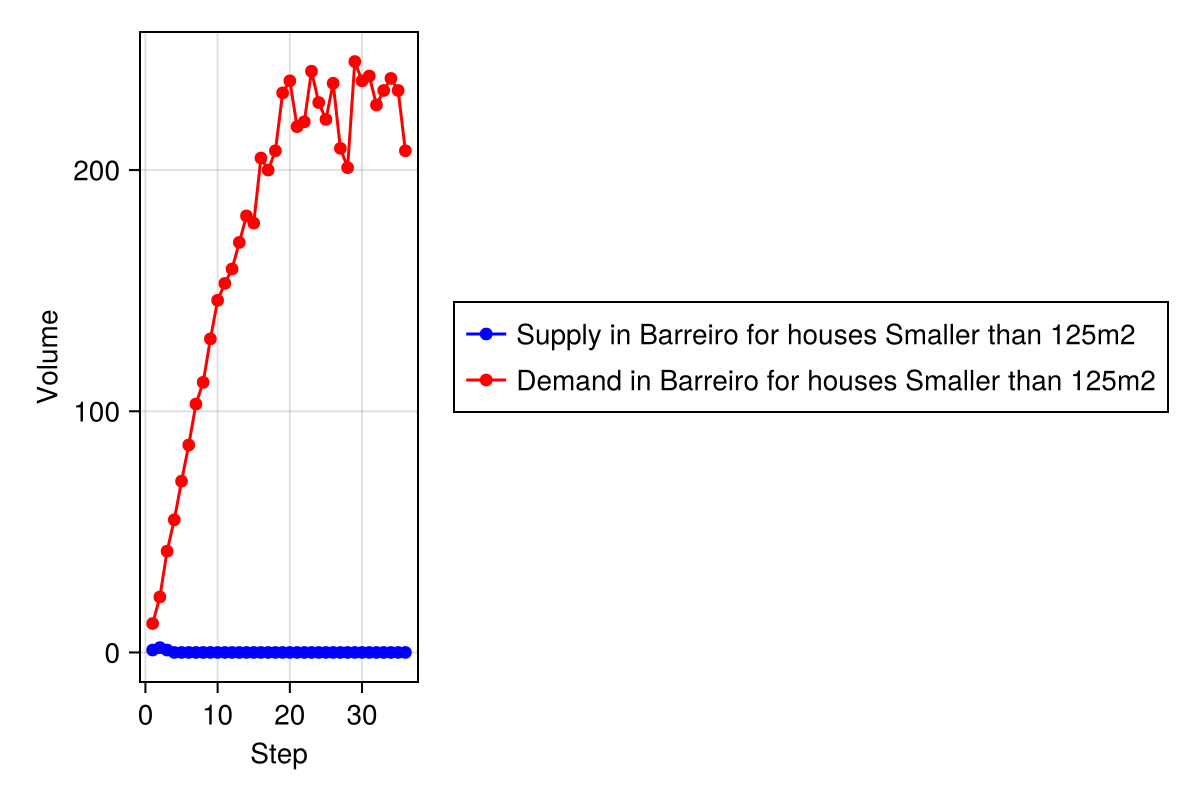 Volume
200
100
0
0 10 20 30
Step
Supply in Barreiro for houses Smaller than 125m2
Demand in Barreiro for houses Smaller than 125m2